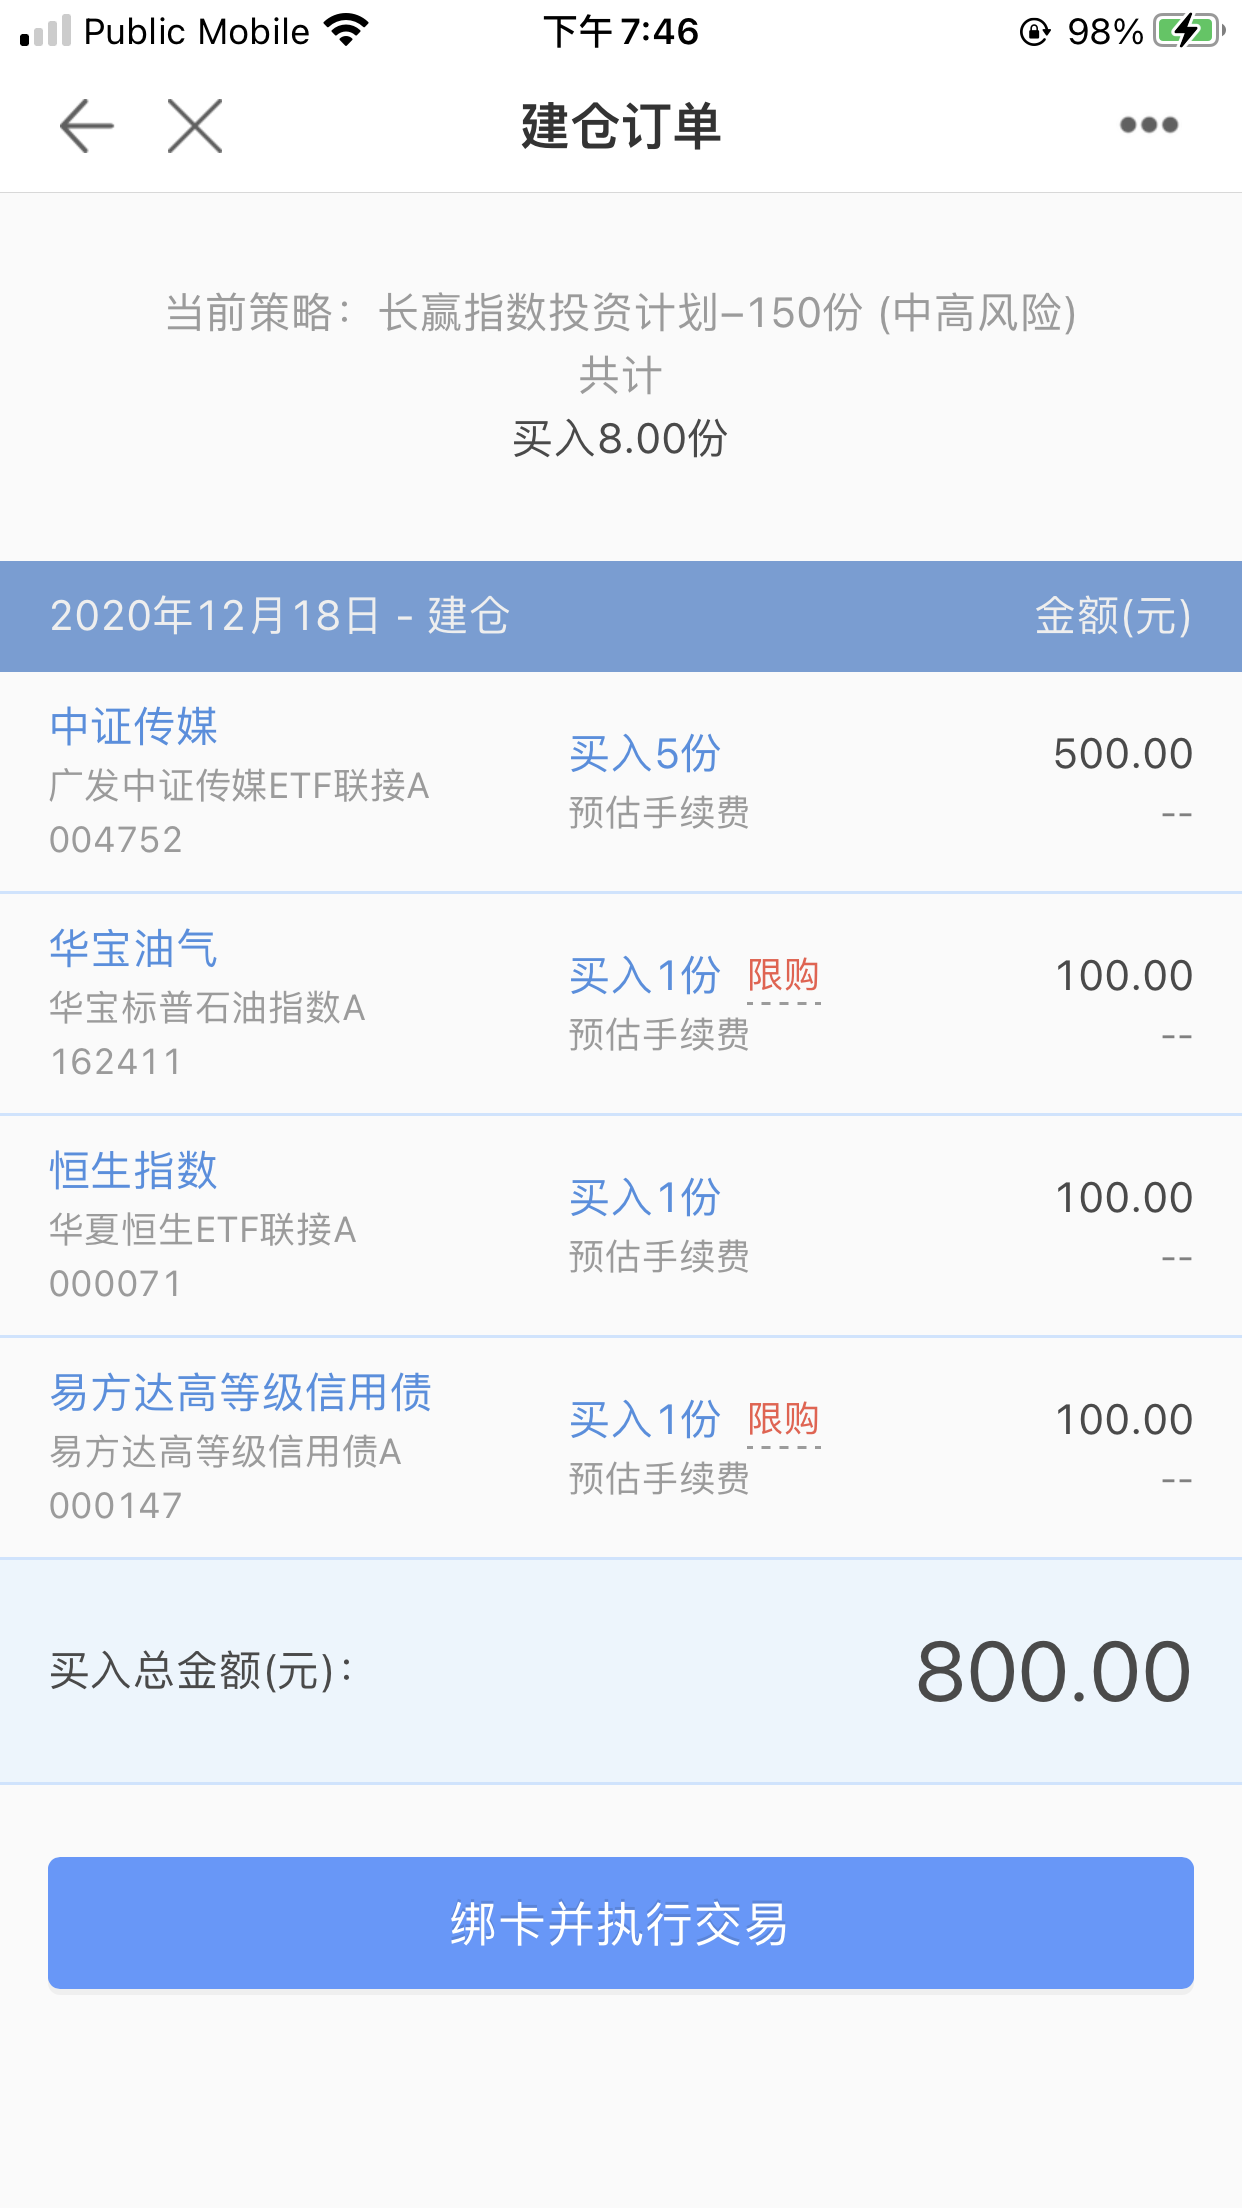 Public Mobile 下午 7:46 98%
建仓订单
当前策略：长赢指数投资计划-150份 (中高风险)
共计
买入8.00份
2020年12月18日 - 建仓 金额(元)
中证传媒
广发中证传媒ETF联接A
004752
买入5份 500.00
预估手续费 --
华宝油气
华宝标普石油指数A
162411
买入1份 限购 100.00
预估手续费 --
恒生指数
华夏恒生ETF联接A
000071
买入1份 100.00
预估手续费 --
易方达高等级信用债
易方达高等级信用债A
000147
买入1份 限购 100.00
预估手续费 --
买入总金额(元)： 800.00
绑卡并执行交易